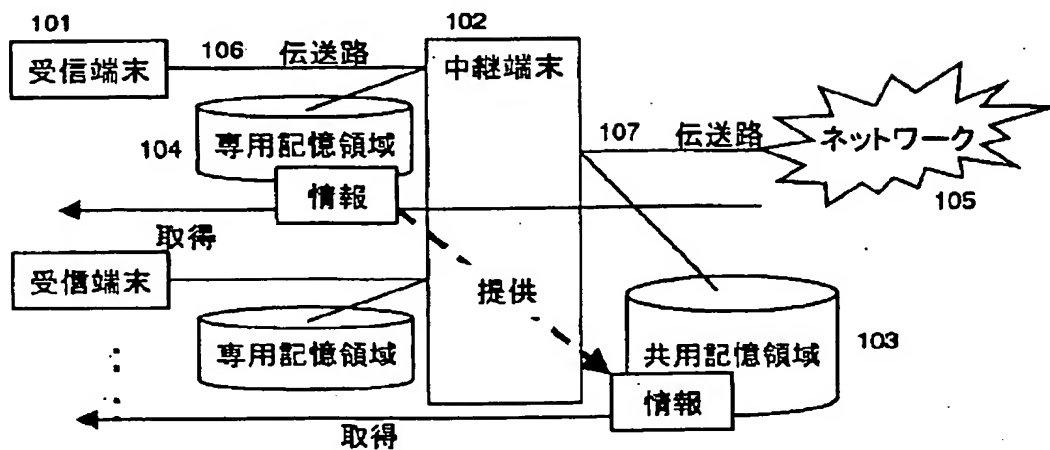 101
受信端末
106 伝送路
102
中継端末
104
専用記憶領域
情報
取得
107 伝送路
ネットワーク
105
受信端末
専用記憶領域
提供
共用記憶領域
103
情報
取得